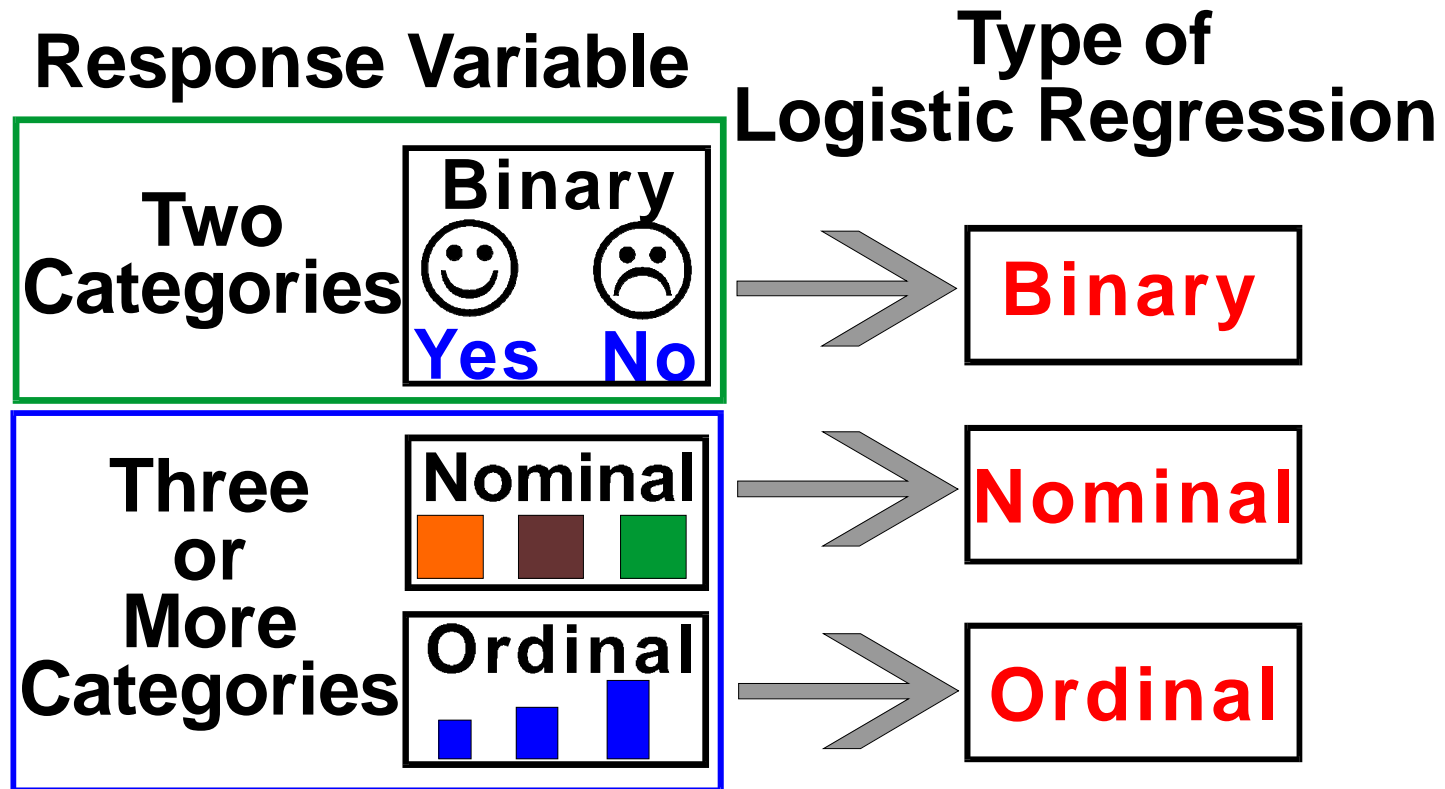 Response Variable
Type of
Logistic Regression
Two
Categories
Binary
Yes No
Binary
Three
or
More
Categories
Nominal
Nominal
Ordinal
Ordinal